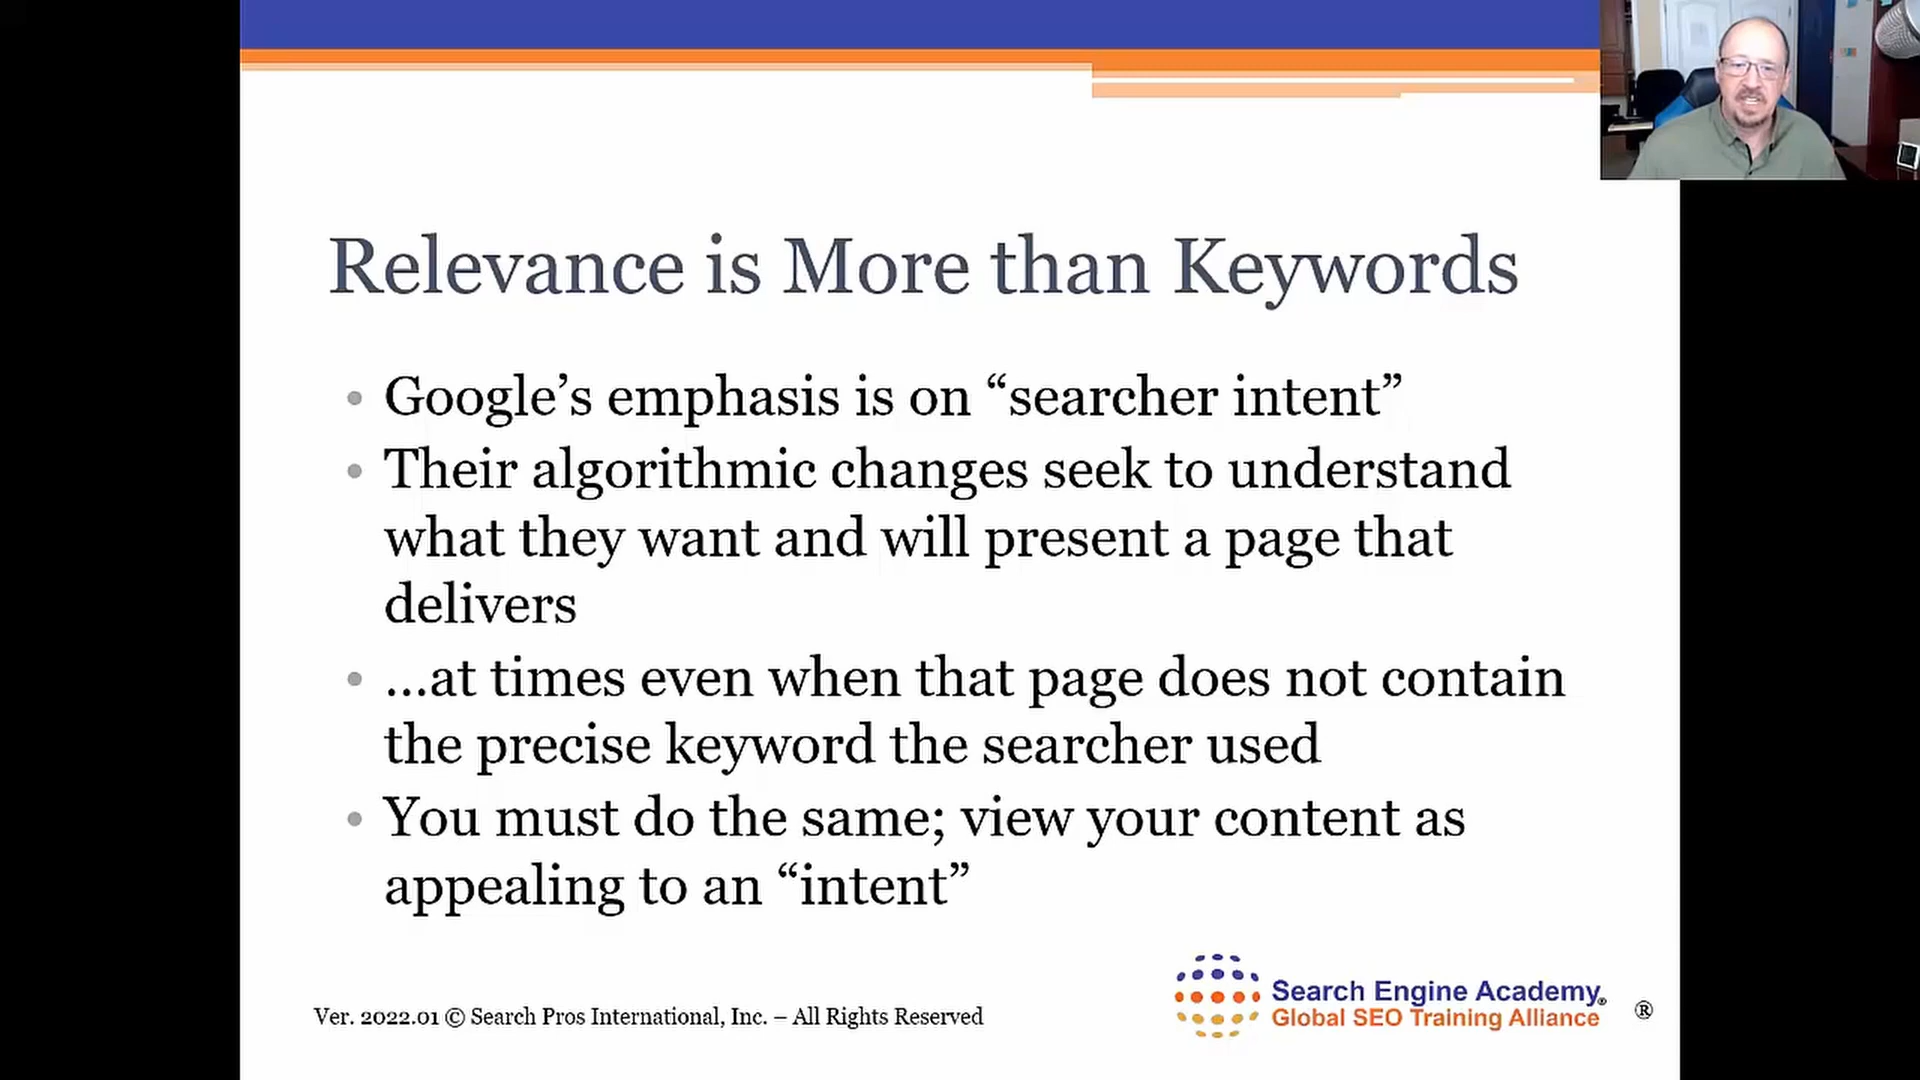 Relevance is More than Keywords
• Google’s emphasis is on “searcher intent”
• Their algorithmic changes seek to understand
what they want and will present a page that
delivers
• …at times even when that page does not contain
the precise keyword the searcher used
• You must do the same; view your content as
appealing to an “intent”
Ver. 2022.01 © Search Pros International, Inc. – All Rights Reserved
Search Engine Academy®
Global SEO Training Alliance
®